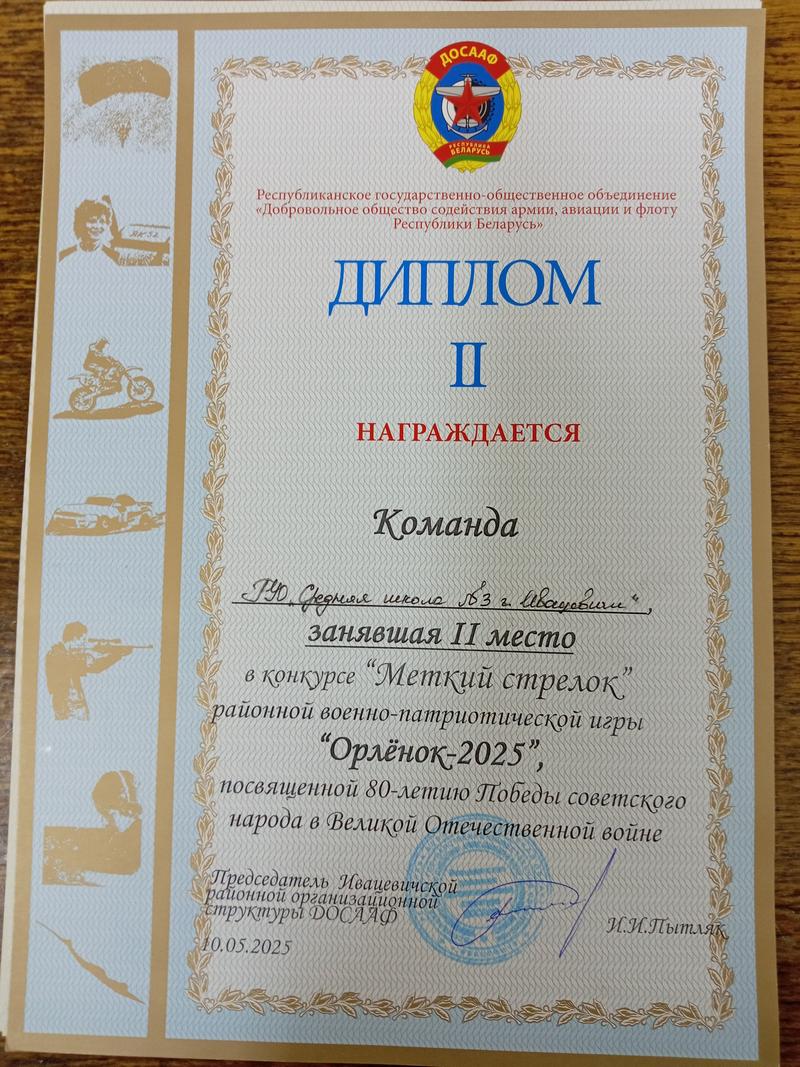 ДОСААФ
РЕСПУБЛИКА
БЕЛАРУСЬ
Республиканское государственно-общественное объединение
«Добровольное общество содействия армии, авиации и флоту
Республики Беларусь»
ДИПЛОМ
II
НАГРАЖДАЕТСЯ
Команда
ГУО „Средняя школа №3 г. Ивацевичи“,
занявшая II место
в конкурсе “Меткий стрелок”
районной военно-патриотической игры
“Орлёнок-2025”,
посвященной 80-летию Победы советского
народа в Великой Отечественной войне
Председатель Ивацевичской
районной организационной
структуры ДОСААФ
И.И.Пытляк
10.05.2025
ЯК 52